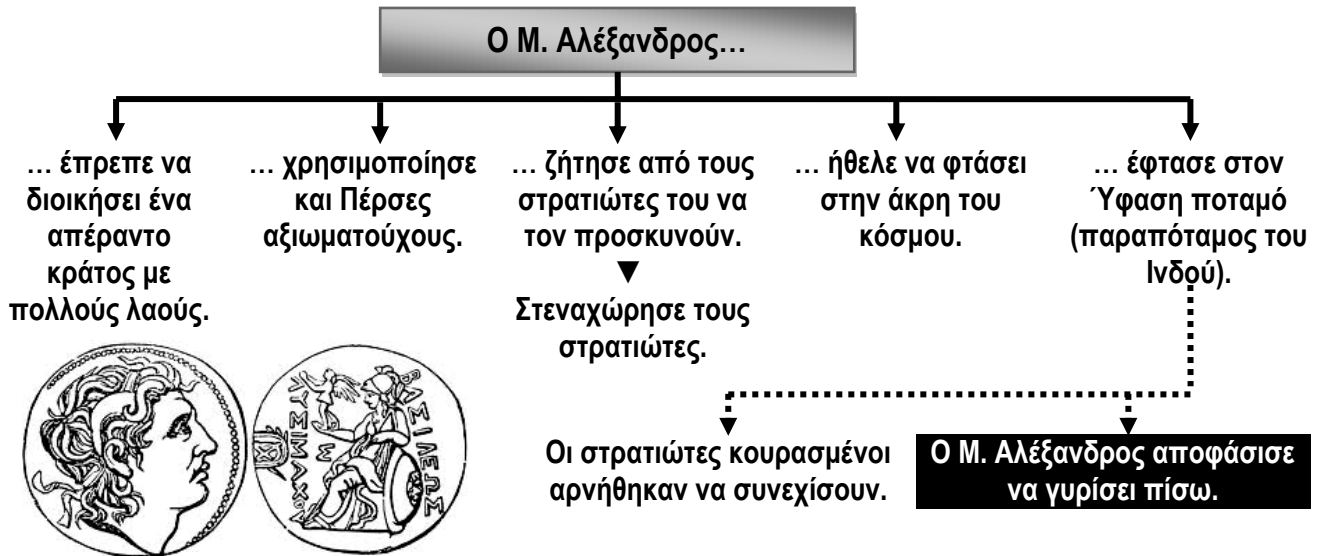 Ο Μ. Αλέξανδρος…
… έπρεπε να
διοικήσει ένα
απέραντο
κράτος με
πολλούς λαούς.
… χρησιμοποίησε
και Πέρσες
αξιωματούχους.
… ζήτησε από τους
στρατιώτες του να
τον προσκυνούν.
Στεναχώρησε τους
στρατιώτες.
… ήθελε να φτάσει
στην άκρη του
κόσμου.
… έφτασε στον
Ύφαση ποταμό
(παραπόταμος του
Ινδού).
Οι στρατιώτες κουρασμένοι
αρνήθηκαν να συνεχίσουν.
Ο Μ. Αλέξανδρος αποφάσισε
να γυρίσει πίσω.
ΒΑΣΙΛΕΩΣ
ΛΥΣΙΜΑΧΟΥ